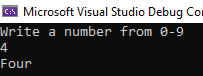 Microsoft Visual Studio Debug Con
Write a number from 0-9
4
Four